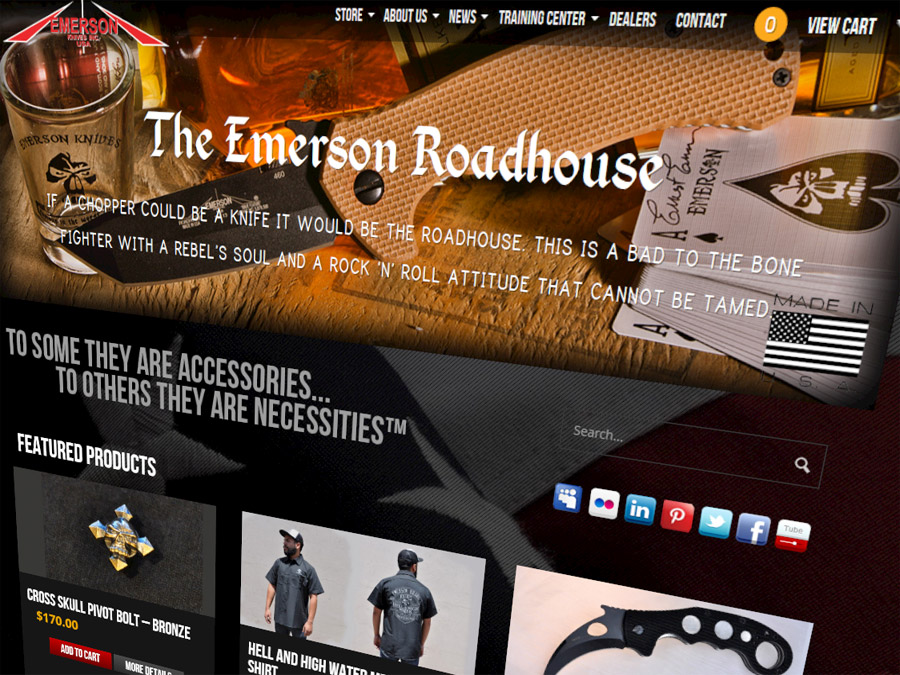 EMERSON
KNIVES INC.
USA
STORE ABOUT US NEWS TRAINING CENTER DEALERS CONTACT 0 VIEW CART
EMERSON KNIVES
460
The Emerson Roadhouse
EMERSON
A
IF A CHOPPER COULD BE A KNIFE IT WOULD BE THE ROADHOUSE. THIS IS A BAD TO THE BONE
FIGHTER WITH A REBEL'S SOUL AND A ROCK 'N' ROLL ATTITUDE THAT CANNOT BE TAMED
MADE IN
A
TO SOME THEY ARE ACCESSORIES...
TO OTHERS THEY ARE NECESSITIES™
Search...
FEATURED PRODUCTS
in
f
Tube
CROSS SKULL PIVOT BOLT – BRONZE
$170.00
ADD TO CART
MORE DETAILS
HELL AND HIGH WATER
SHIRT